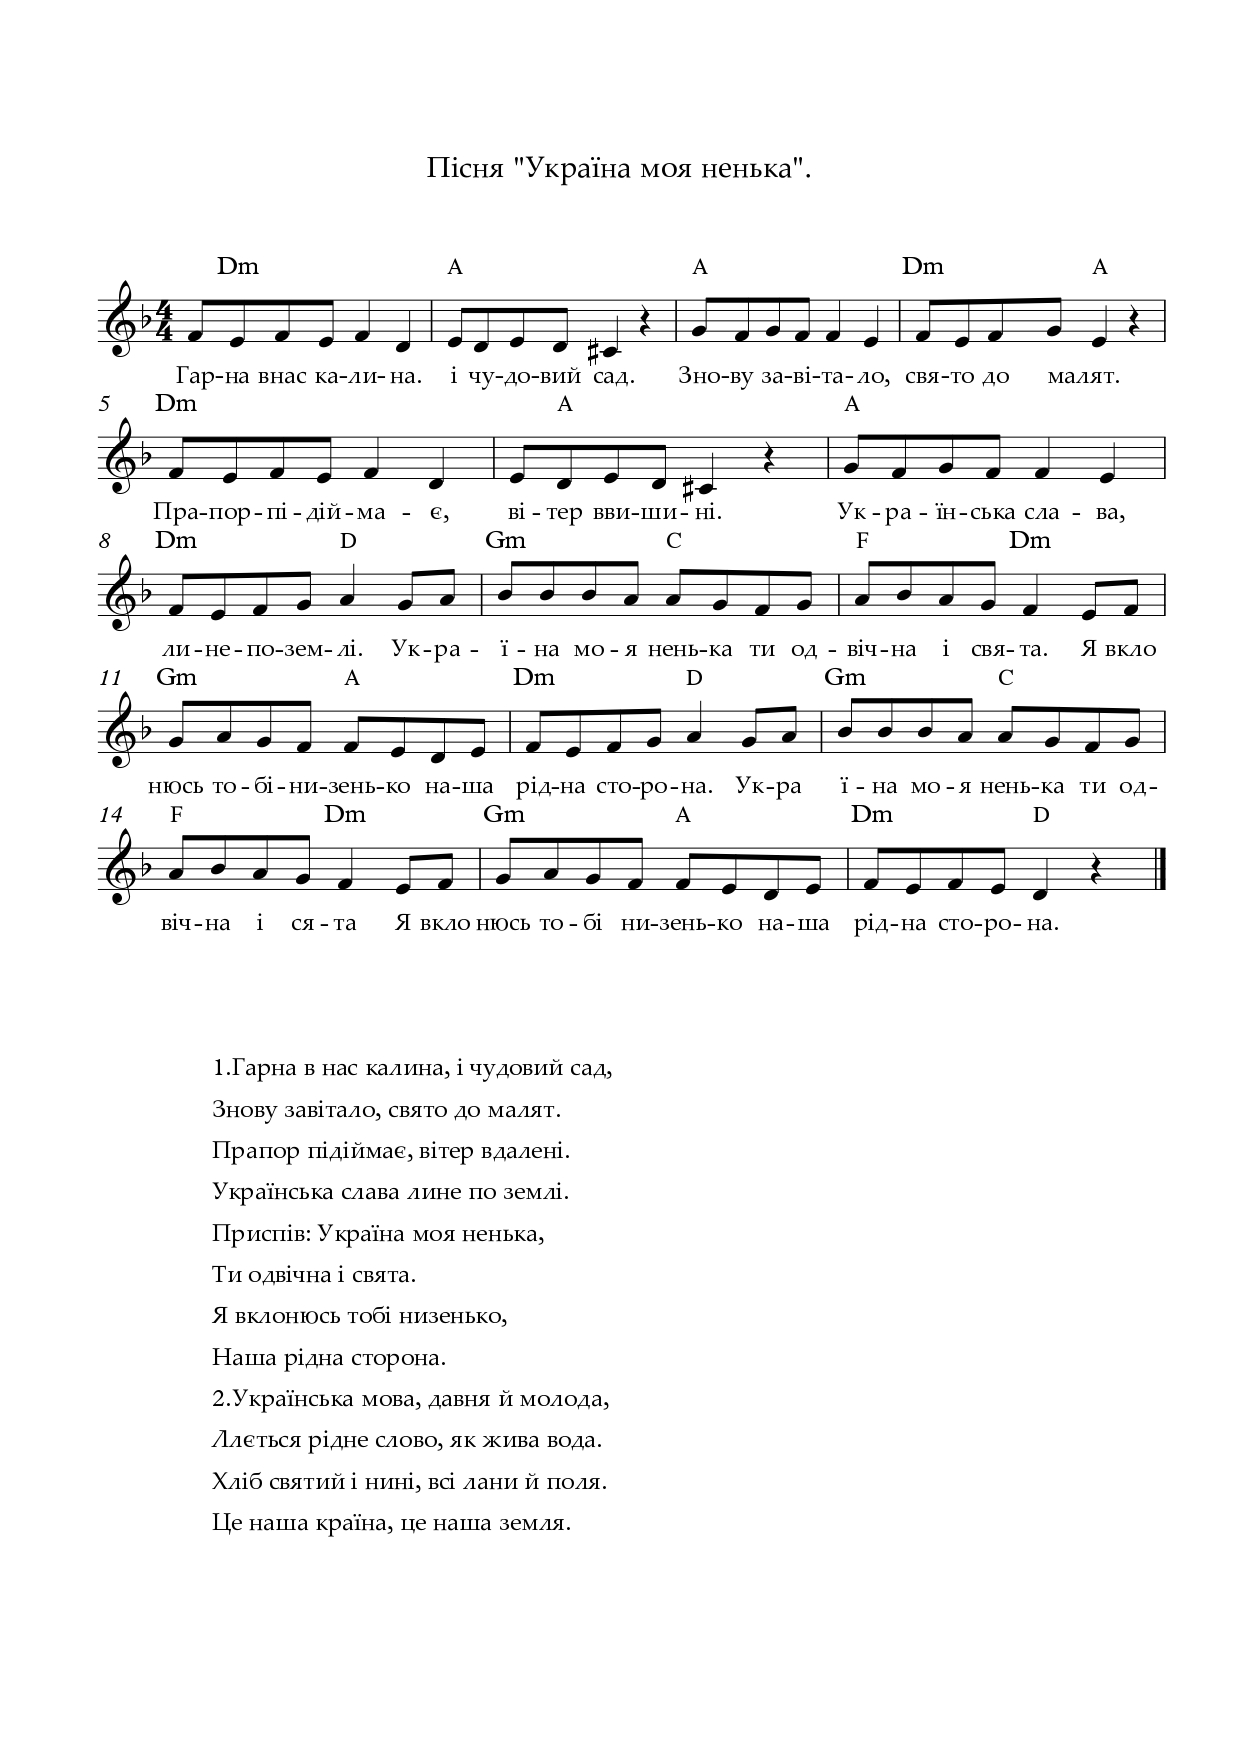 Пісня "Україна моя ненька".
Dm A A Dm A
4
4
Гар-на внас ка-ли-на. і чу-до-вий сад. Зно-ву за-ві-та-ло, свя-то до малят.
5 Dm A A
Пра-пор-пі-дій-ма-є, ві-тер вви-ши-ні. Ук-ра-їн-ська сла-ва,
8 Dm D Gm C F Dm
ли-не-по-зем-лі. Ук-ра-ї-на мо-я нень-ка ти од-віч-на і свя-та. Я вкло
11 Gm A Dm D Gm C
нюсь то-бі-ни-зень-ко на-ша рід-на сто-ро-на. Ук-ра ї-на мо-я нень-ка ти од-
14 F Dm Gm A Dm D
віч-на і ся-та Я вкло нюсь то-бі ни-зень-ко на-ша рід-на сто-ро-на.
1.Гарна в нас калина, і чудовий сад,
Знову завітало, свято до малят.
Прапор підіймає, вітер вдалені.
Українська слава лине по землі.
Приспів: Україна моя ненька,
Ти одвічна і свята.
Я вклонюсь тобі низенько,
Наша рідна сторона.
2.Українська мова, давня й молода,
Ллється рідне слово, як жива вода.
Хліб святий і нині, всі лани й поля.
Це наша країна, це наша земля.